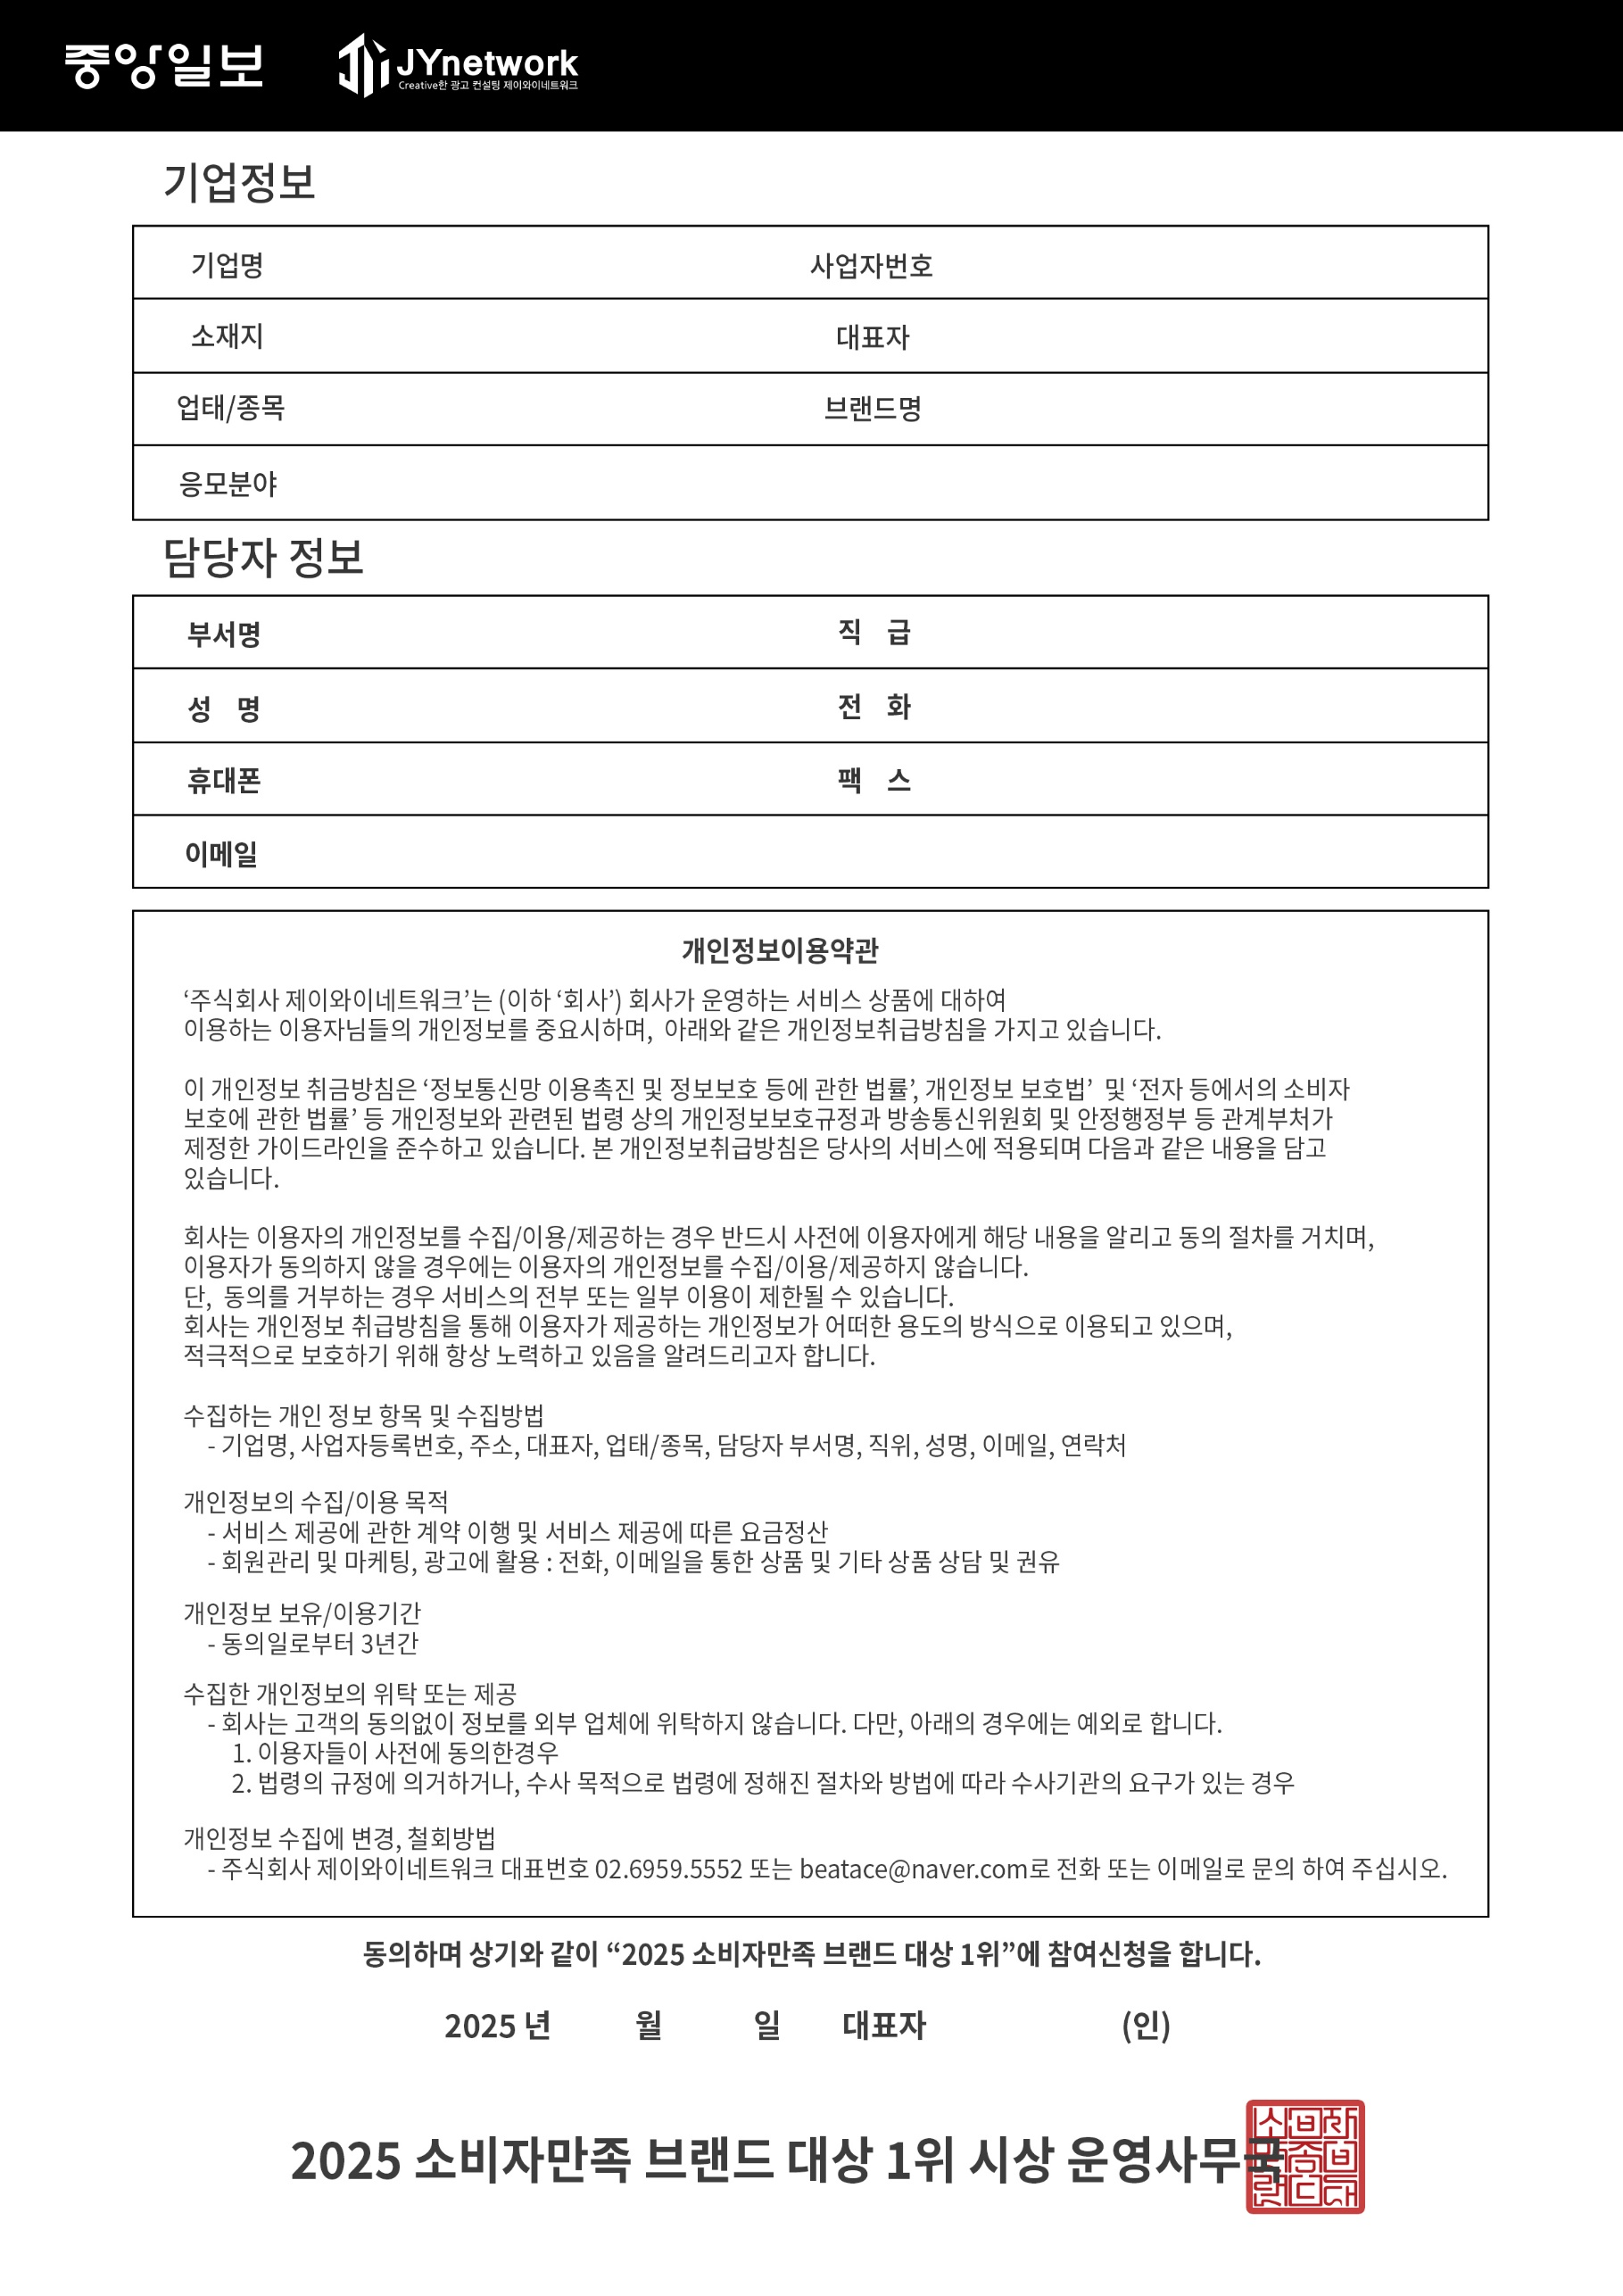 중앙일보 JYnetwork
Creative한 광고 컨설팅 제이와이네트워크
기업정보
기업명 사업자번호
소재지 대표자
업태/종목 브랜드명
응모분야
담당자 정보
부서명 직 급
성 명 전 화
휴대폰 팩 스
이메일
개인정보이용약관
‘주식회사 제이와이네트워크’는 (이하 ‘회사’) 회사가 운영하는 서비스 상품에 대하여
이용하는 이용자님들의 개인정보를 중요시하며, 아래와 같은 개인정보취급방침을 가지고 있습니다.
이 개인정보 취금방침은 ‘정보통신망 이용촉진 및 정보보호 등에 관한 법률’, 개인정보 보호법’ 및 ‘전자 등에서의 소비자
보호에 관한 법률’ 등 개인정보와 관련된 법령 상의 개인정보보호규정과 방송통신위원회 및 안정행정부 등 관계부처가
제정한 가이드라인을 준수하고 있습니다. 본 개인정보취급방침은 당사의 서비스에 적용되며 다음과 같은 내용을 담고
있습니다.
회사는 이용자의 개인정보를 수집/이용/제공하는 경우 반드시 사전에 이용자에게 해당 내용을 알리고 동의 절차를 거치며,
이용자가 동의하지 않을 경우에는 이용자의 개인정보를 수집/이용/제공하지 않습니다.
단, 동의를 거부하는 경우 서비스의 전부 또는 일부 이용이 제한될 수 있습니다.
회사는 개인정보 취급방침을 통해 이용자가 제공하는 개인정보가 어떠한 용도의 방식으로 이용되고 있으며,
적극적으로 보호하기 위해 항상 노력하고 있음을 알려드리고자 합니다.
수집하는 개인 정보 항목 및 수집방법
- 기업명, 사업자등록번호, 주소, 대표자, 업태/종목, 담당자 부서명, 직위, 성명, 이메일, 연락처
개인정보의 수집/이용 목적
- 서비스 제공에 관한 계약 이행 및 서비스 제공에 따른 요금정산
- 회원관리 및 마케팅, 광고에 활용 : 전화, 이메일을 통한 상품 및 기타 상품 상담 및 권유
개인정보 보유/이용기간
- 동의일로부터 3년간
수집한 개인정보의 위탁 또는 제공
- 회사는 고객의 동의없이 정보를 외부 업체에 위탁하지 않습니다. 다만, 아래의 경우에는 예외로 합니다.
1. 이용자들이 사전에 동의한경우
2. 법령의 규정에 의거하거나, 수사 목적으로 법령에 정해진 절차와 방법에 따라 수사기관의 요구가 있는 경우
개인정보 수집에 변경, 철회방법
- 주식회사 제이와이네트워크 대표번호 02.6959.5552 또는 beatace@naver.com로 전화 또는 이메일로 문의 하여 주십시오.
동의하며 상기와 같이 “2025 소비자만족 브랜드 대상 1위”에 참여신청을 합니다.
2025 년 월 일 대표자 (인)
2025 소비자만족 브랜드 대상 1위 시상 운영사무국